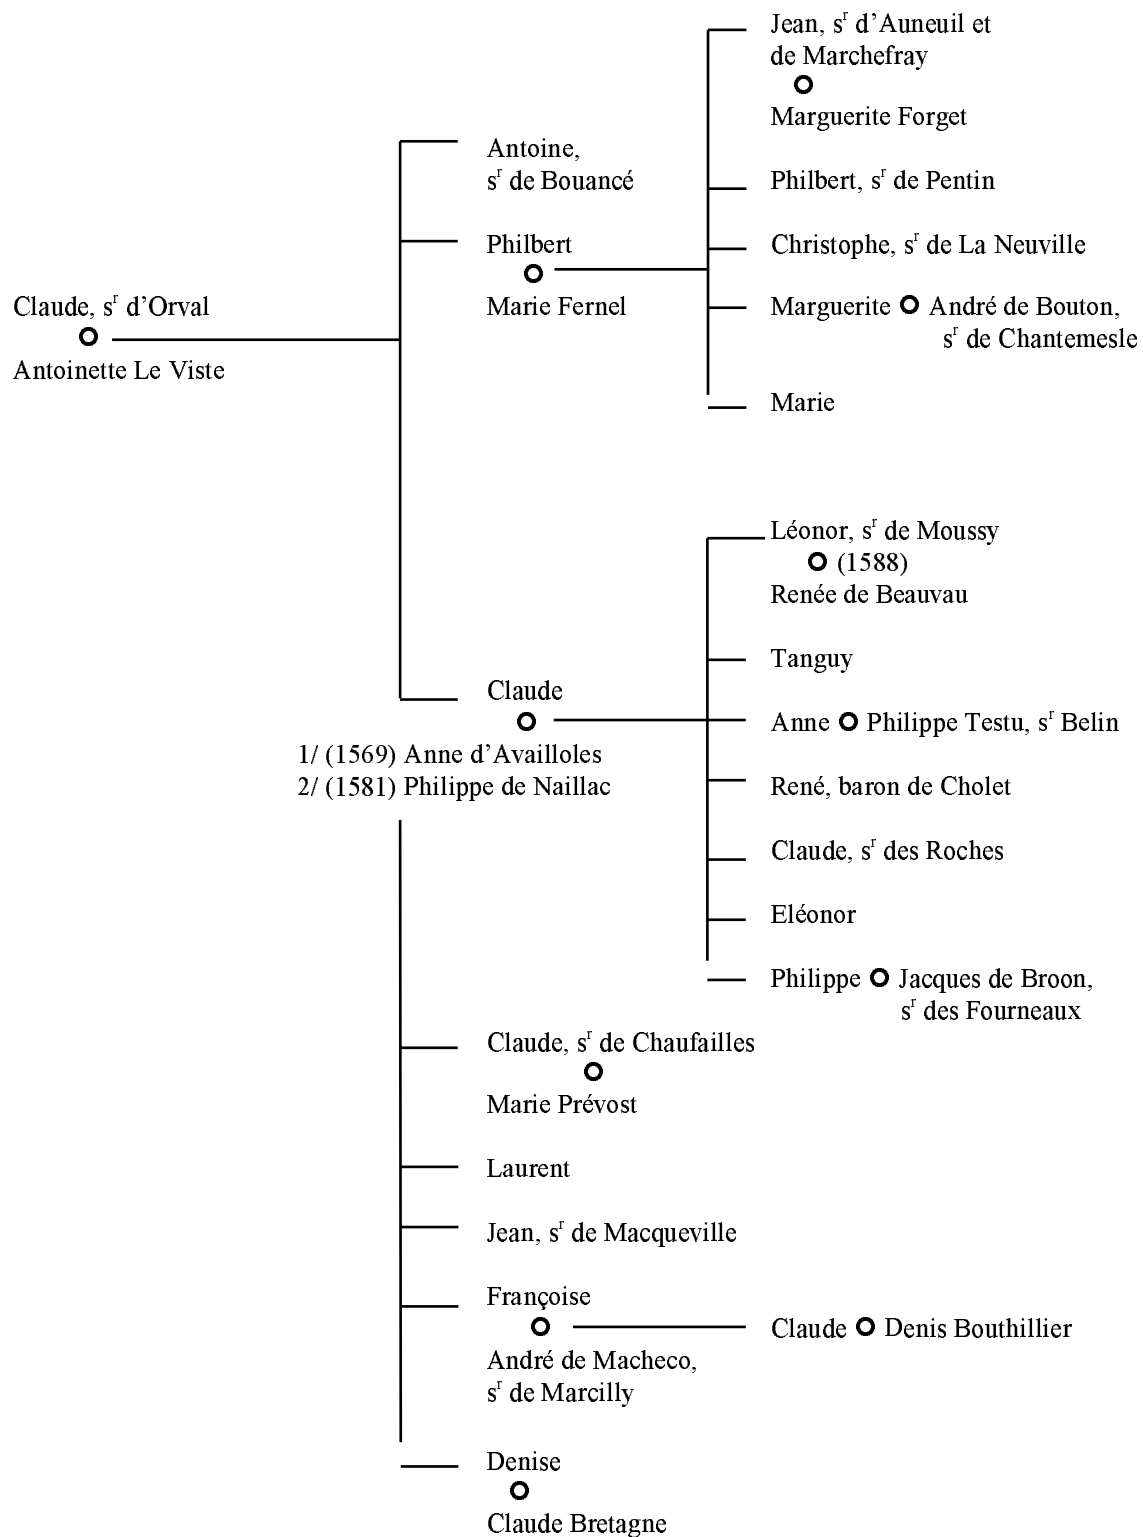 Jean, sʳ d'Auneuil et
de Marchefray
Marguerite Forget
Antoine,
sʳ de Bouancé
Philbert, sʳ de Pentin
Philbert
Marie Fernel
Christophe, sʳ de La Neuville
Marguerite André de Bouton,
sʳ de Chantemesle
Marie
Claude, sʳ d'Orval
Antoinette Le Viste
Léonor, sʳ de Moussy
(1588)
Renée de Beauvau
Tanguy
Claude
1/ (1569) Anne d'Availloles
2/ (1581) Philippe de Naillac
Anne Philippe Testu, sʳ Belin
René, baron de Cholet
Claude, sʳ des Roches
Eléonor
Philippe Jacques de Broon,
sʳ des Fourneaux
Claude, sʳ de Chaufailles
Marie Prévost
Laurent
Jean, sʳ de Macqueville
Françoise
André de Macheco,
sʳ de Marcilly
Claude Denis Bouthillier
Denise
Claude Bretagne